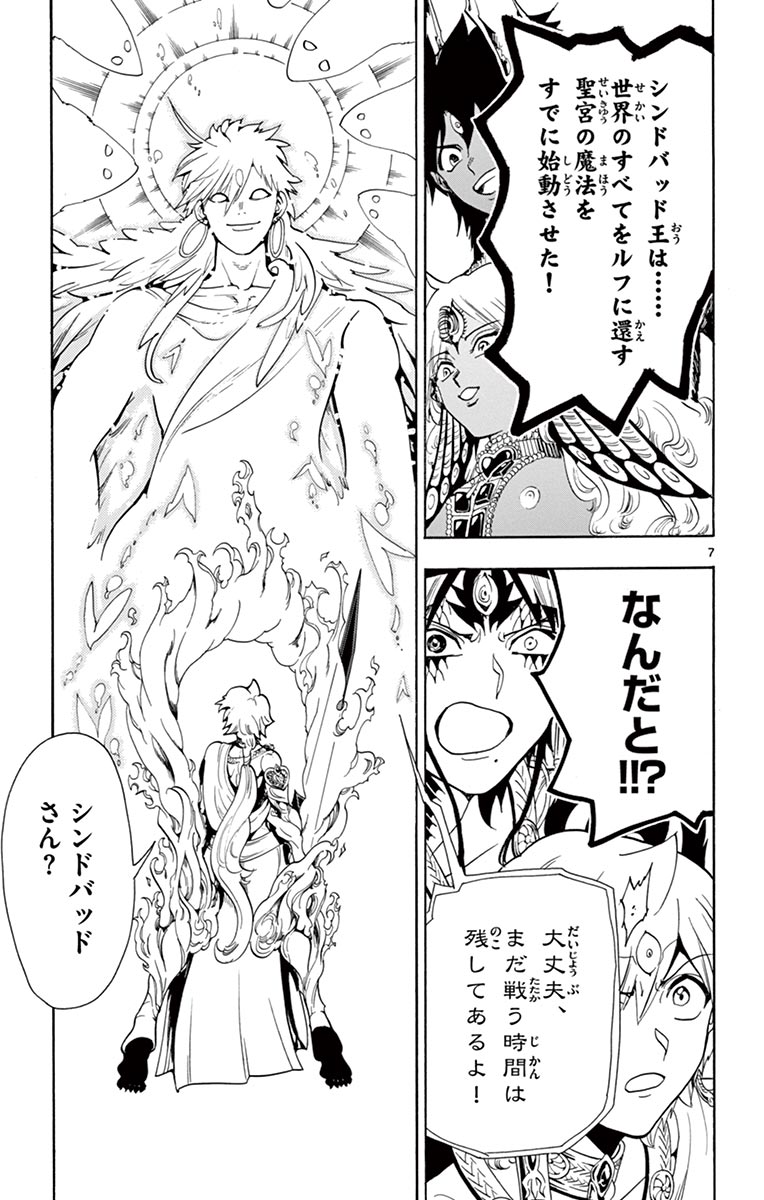 シンドバッド王は……
世界のすべてをルフに還す
聖宮の魔法を
すでに始動させた！
7
なんだと!!?
大丈夫、
まだ戦う時間は
残してあるよ！
シンドバッド
さん？